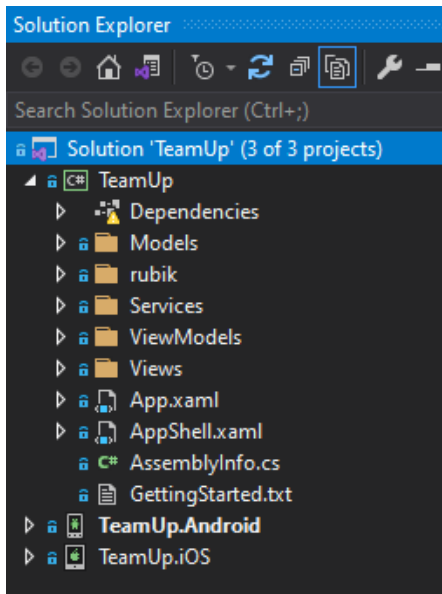 Solution Explorer
Search Solution Explorer (Ctrl+;)
Solution 'TeamUp' (3 of 3 projects)
C# TeamUp
Dependencies
Models
rubik
Services
ViewModels
Views
App.xaml
AppShell.xaml
C# AssemblyInfo.cs
GettingStarted.txt
TeamUp.Android
TeamUp.iOS